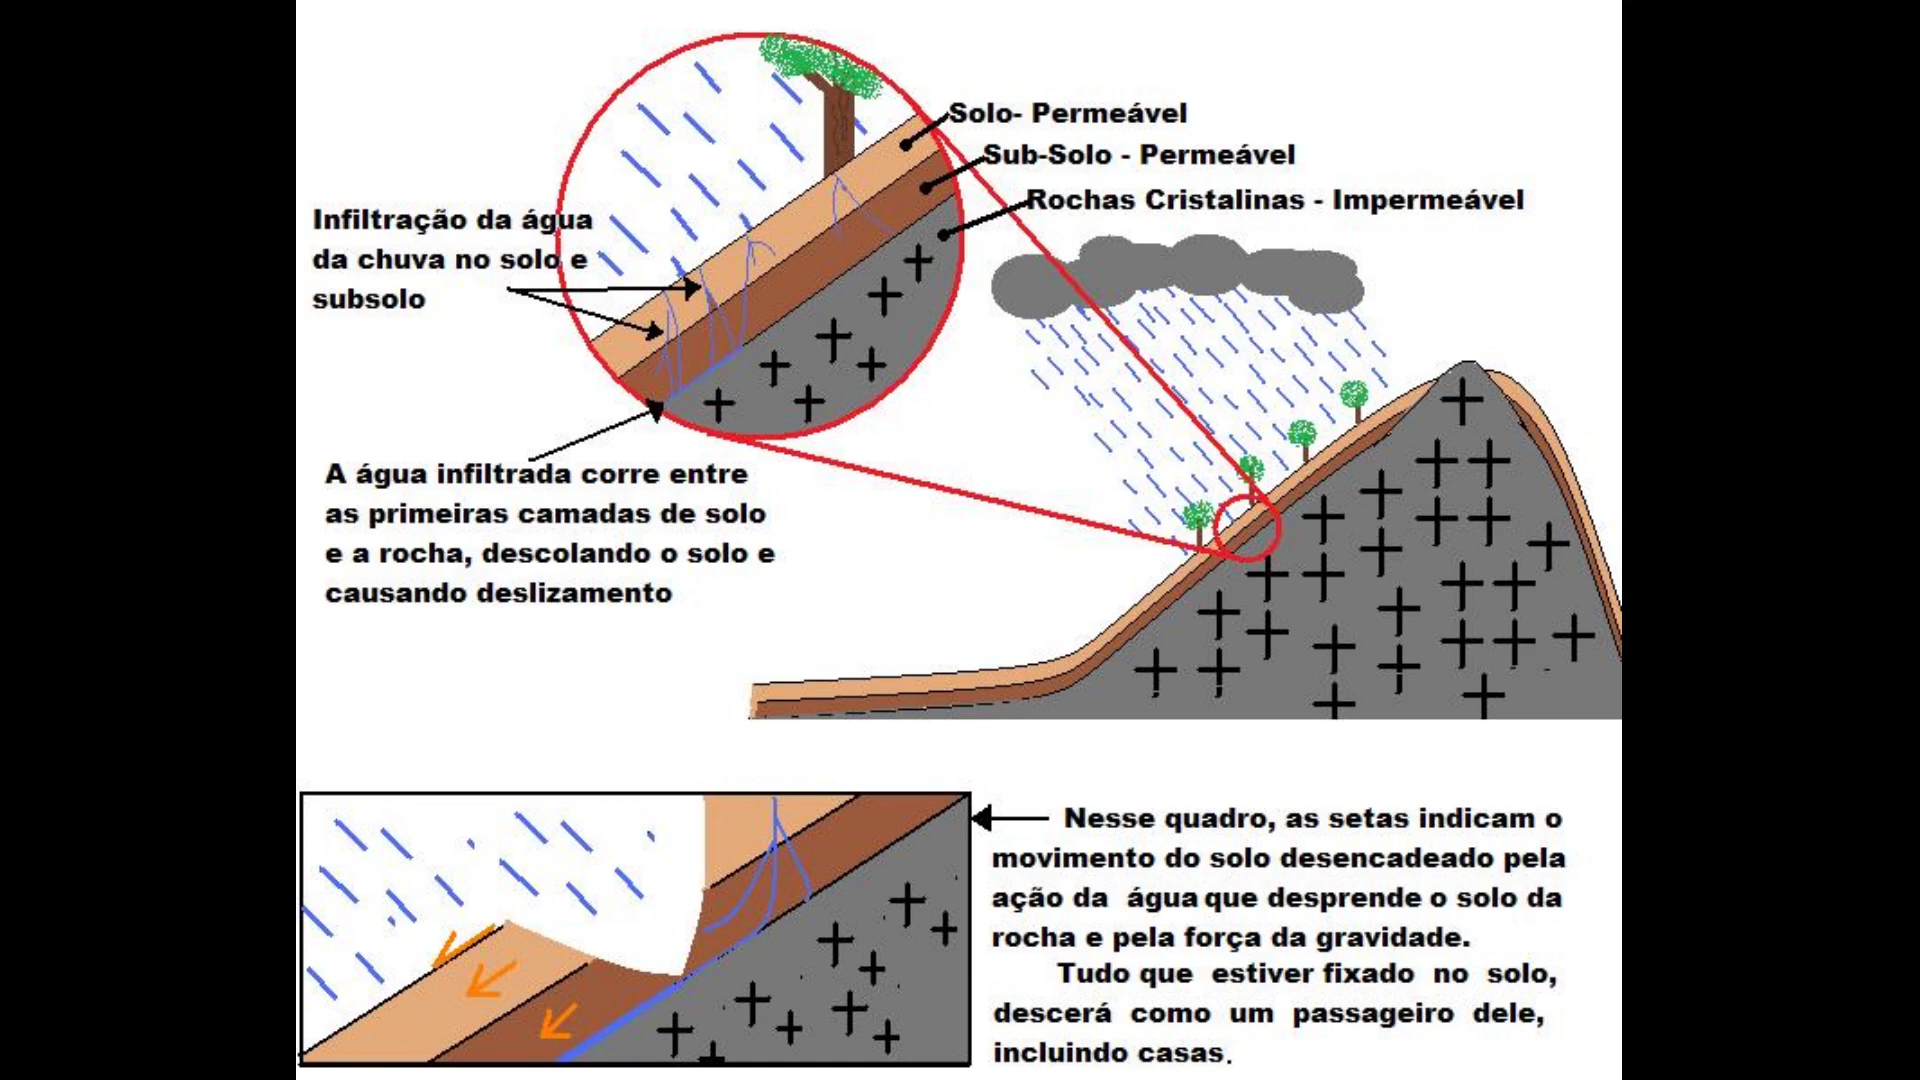 Solo- Permeável
Sub-Solo - Permeável
Rochas Cristalinas - Impermeável
Infiltração da água
da chuva no solo e
subsolo
A água infiltrada corre entre
as primeiras camadas de solo
e a rocha, descolando o solo e
causando deslizamento
Nesse quadro, as setas indicam o
movimento do solo desencadeado pela
ação da água que desprende o solo da
rocha e pela força da gravidade.
Tudo que estiver fixado no solo,
descerá como um passageiro dele,
incluindo casas.